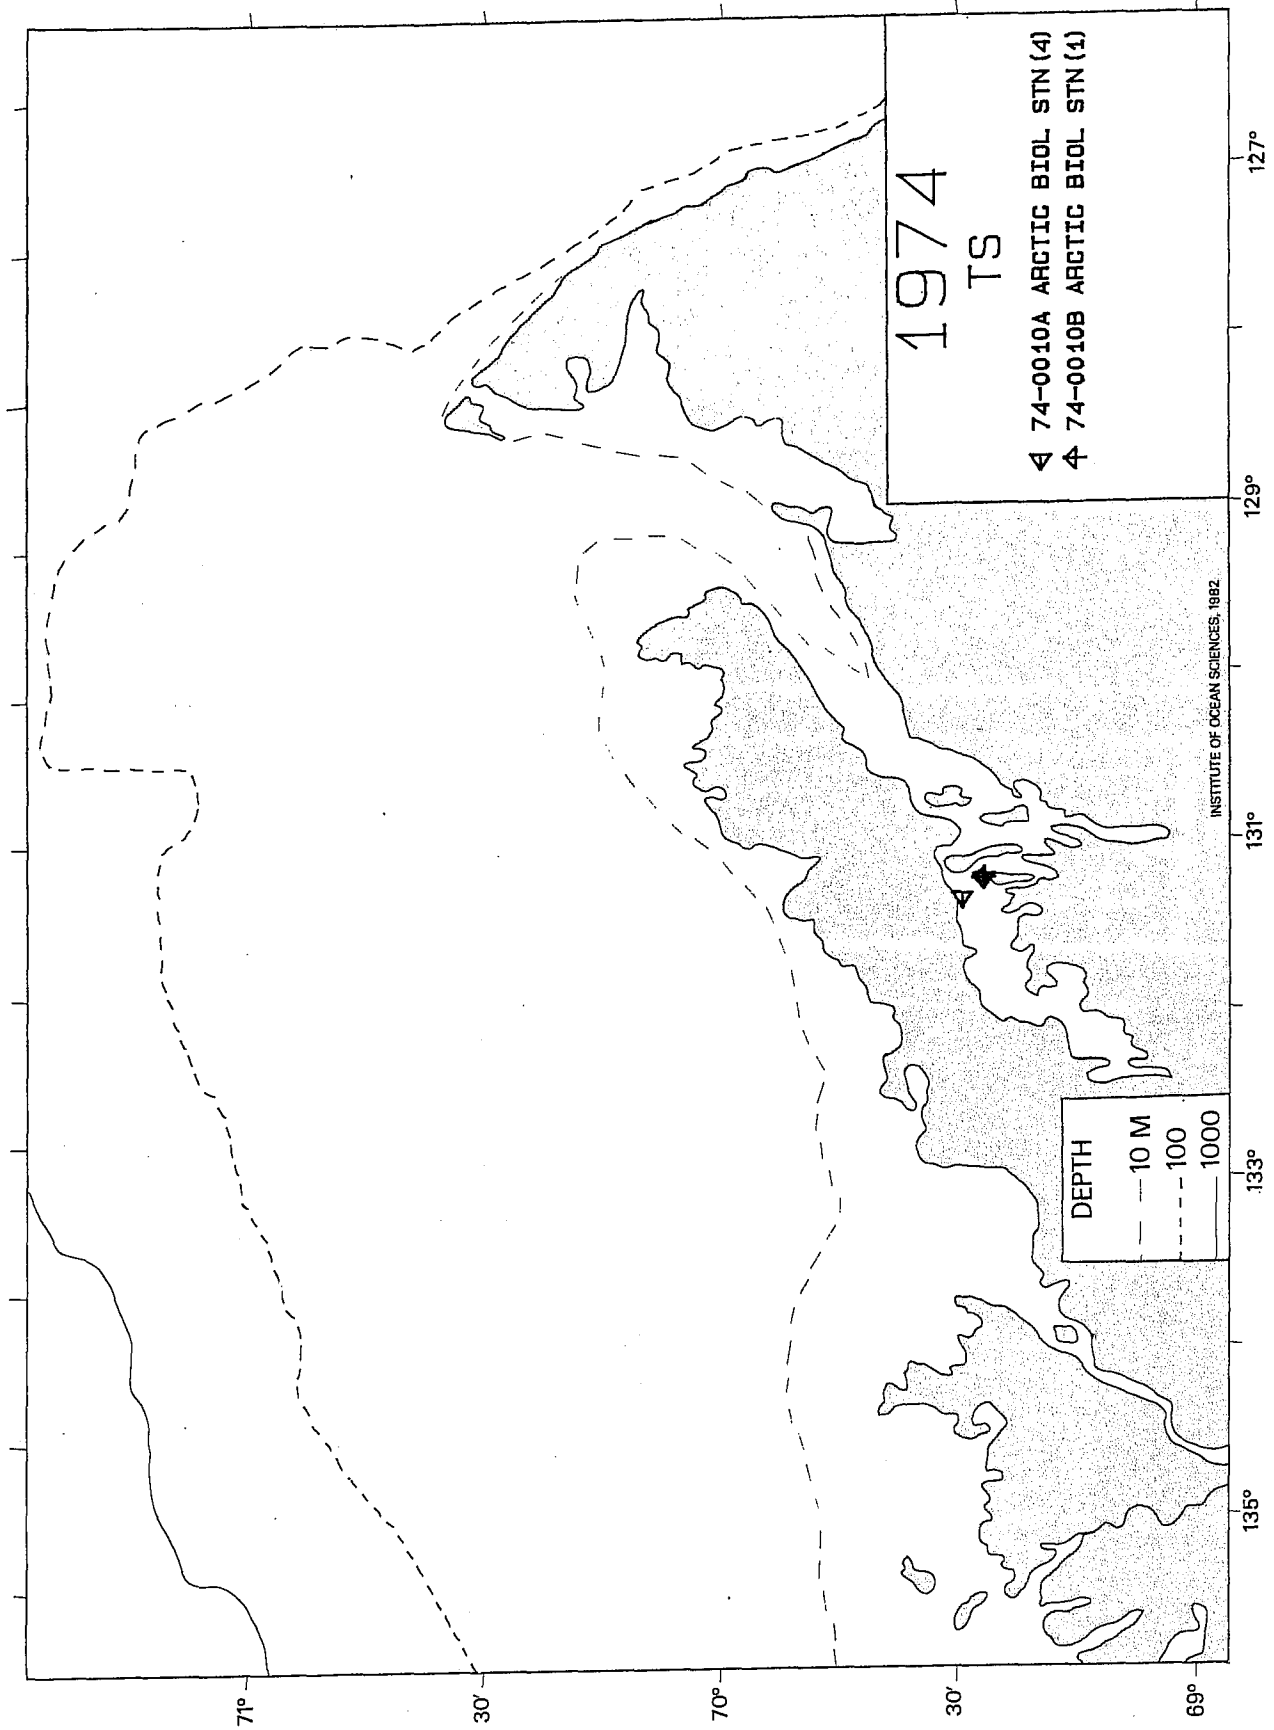 1974
TS
74-0010A ARCTIC BIOL STN (4)
74-0010B ARCTIC BIOL STN (1)
DEPTH
10 M
100
1000
INSTITUTE OF OCEAN SCIENCES, 1982.
71°
30'
70°
30'
69°
135°
133°
131°
129°
127°